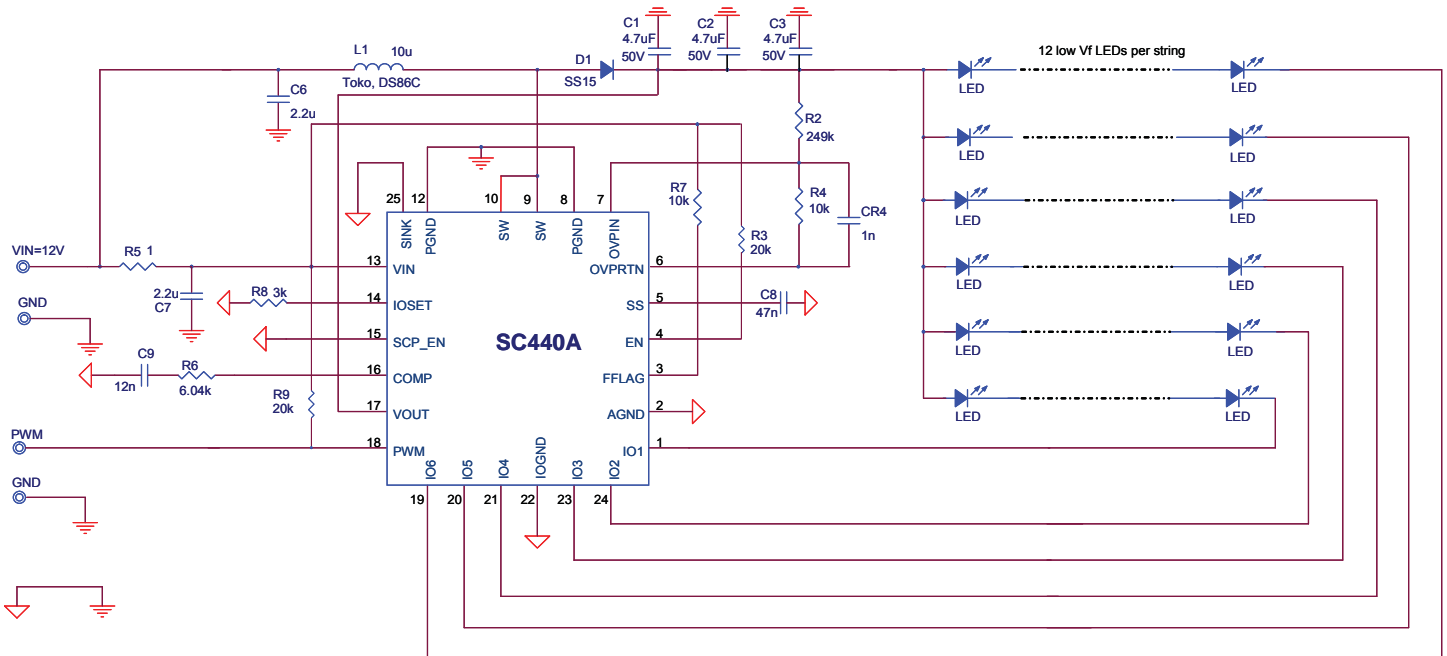 C1
4.7uF
50V
C2
4.7uF
50V
C3
4.7uF
50V
L1 10u
Toko, DS86C
D1
SS15
12 low Vf LEDs per string
LED
LED
C6
2.2u
R2
249k
LED
LED
R7
10k
R4
10k
CR4
1n
R3
20k
LED
LED
25
12
10
9
8
7
SINK
PGND
SW
SW
PGND
OVPIN
VIN=12V
R5 1
13
VIN
OVPRTN
6
LED
LED
2.2u
C7
GND
R8 3k
14
IOSET
SS
5
C8
47n
15
SCP_EN
SC440A
EN
4
LED
LED
C9
12n
R6
6.04k
16
COMP
FFLAG
3
R9
20k
17
VOUT
AGND
2
LED
LED
PWM
18
PWM
IO1
1
IO6
IO5
IO4
IOGND
IO3
IO2
GND
19
20
21
22
23
24